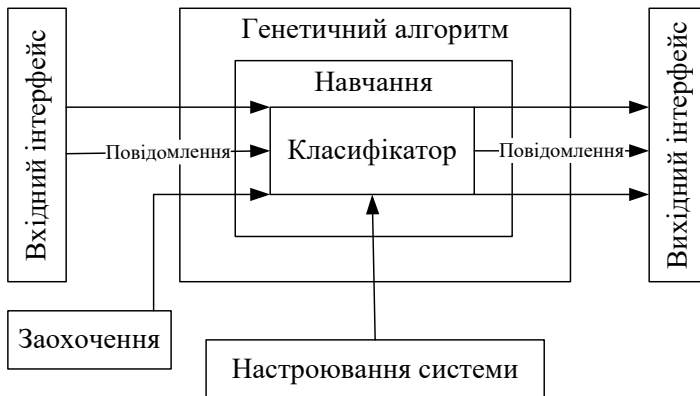 Генетичний алгоритм
Навчання
Вхідний інтерфейс
Повідомлення
Класифікатор
Повідомлення
Вихідний інтерфейс
Заохочення
Настроювання системи